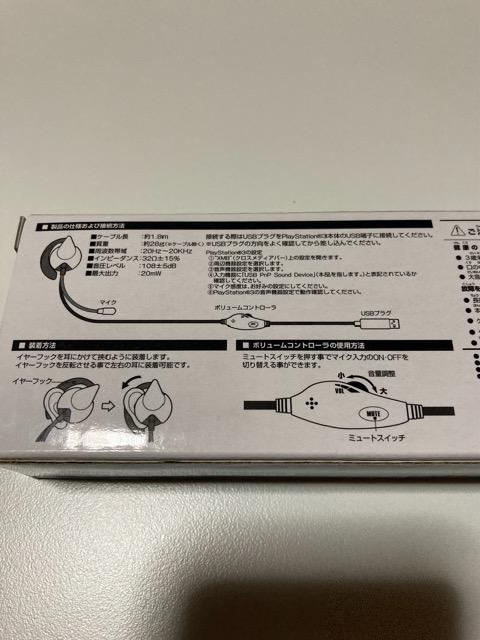 ■ 製品の仕様および接続方法
■ケーブル長 :約1.8m
■質量 :約28g(※ケーブル除く)
■周波数帯域 :20Hz～20KHz
■インピーダンス:32Ω±15%
■音圧レベル :108±5dB
■最大出力 :20mW
接続する際はUSBプラグをPlayStation®3本体のUSB端子に接続してください。
※USBプラグの方向をよく確認してから差し込んでください。
PlayStation®3の設定
①"XMB"(クロスメディアバー)上の設定を開きます。
②周辺機器設定を選択します。
③音声機器設定を選択します。
④入力機器に「USB PnP Sound Device」(本品を指します。)と表記されているか
確認してください。
⑤マイク感度は、お好みの設定にしてください。
⑥PlayStation®3の音声機器設定で動作確認してください。
マイク
ボリュームコントローラ
USBプラグ
■ 装着方法
イヤーフックを耳にかけて挟むように装着します。
イヤーフックを反転させる事で左右の耳に装着可能です。
イヤーフック
■ ボリュームコントローラの使用方法
ミュートスイッチを押す事でマイク入力のON・OFFを
切り替える事ができます。
音量調整
小
大
VOL
MUTE
ミュートスイッチ